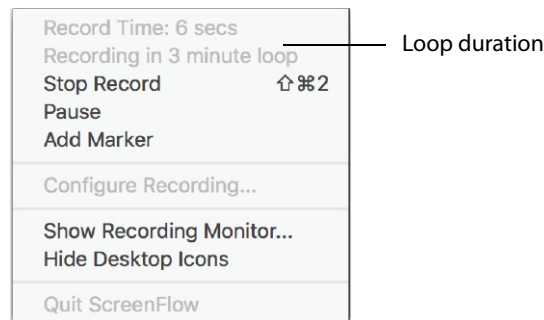 Record Time: 6 secs
Recording in 3 minute loop
Loop duration
Stop Record ⇧⌘2
Pause
Add Marker
Configure Recording...
Show Recording Monitor...
Hide Desktop Icons
Quit ScreenFlow